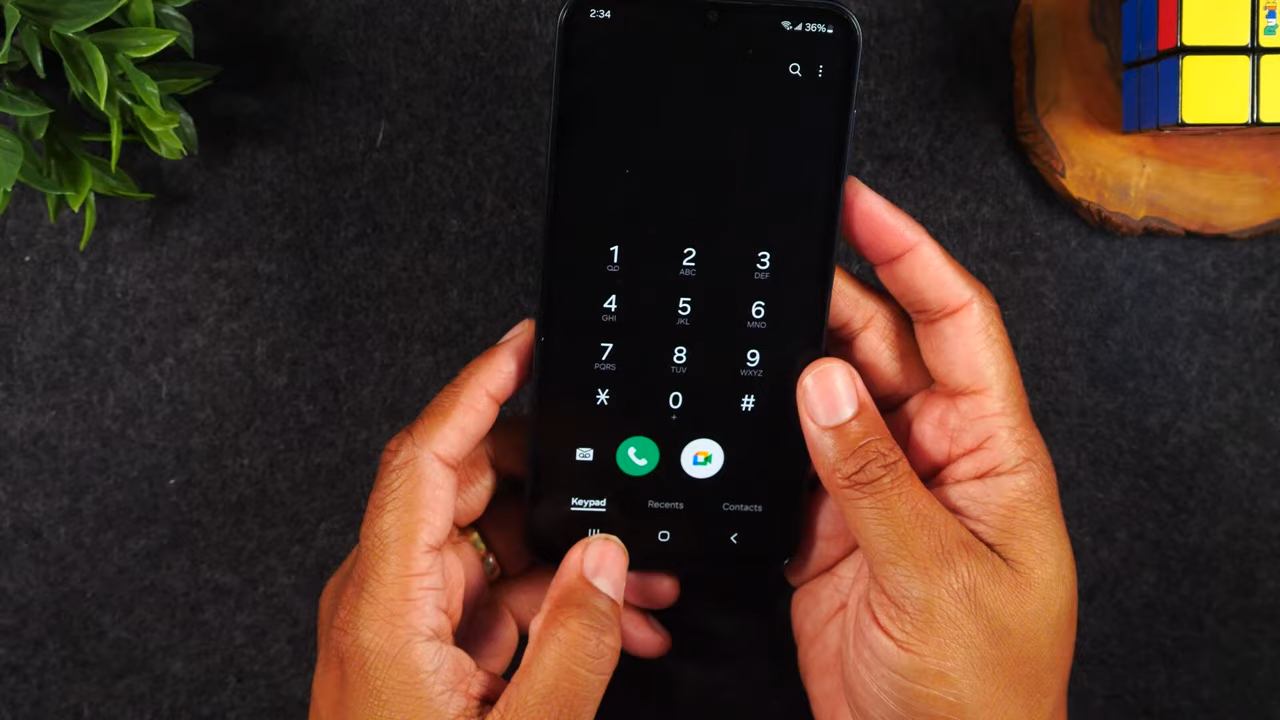 2:34 36%
1 2 3
ABC DEF
4 5 6
GHI JKL MNO
7 8 9
PQRS TUV WXYZ
* 0 #
+
Keypad Recents Contacts